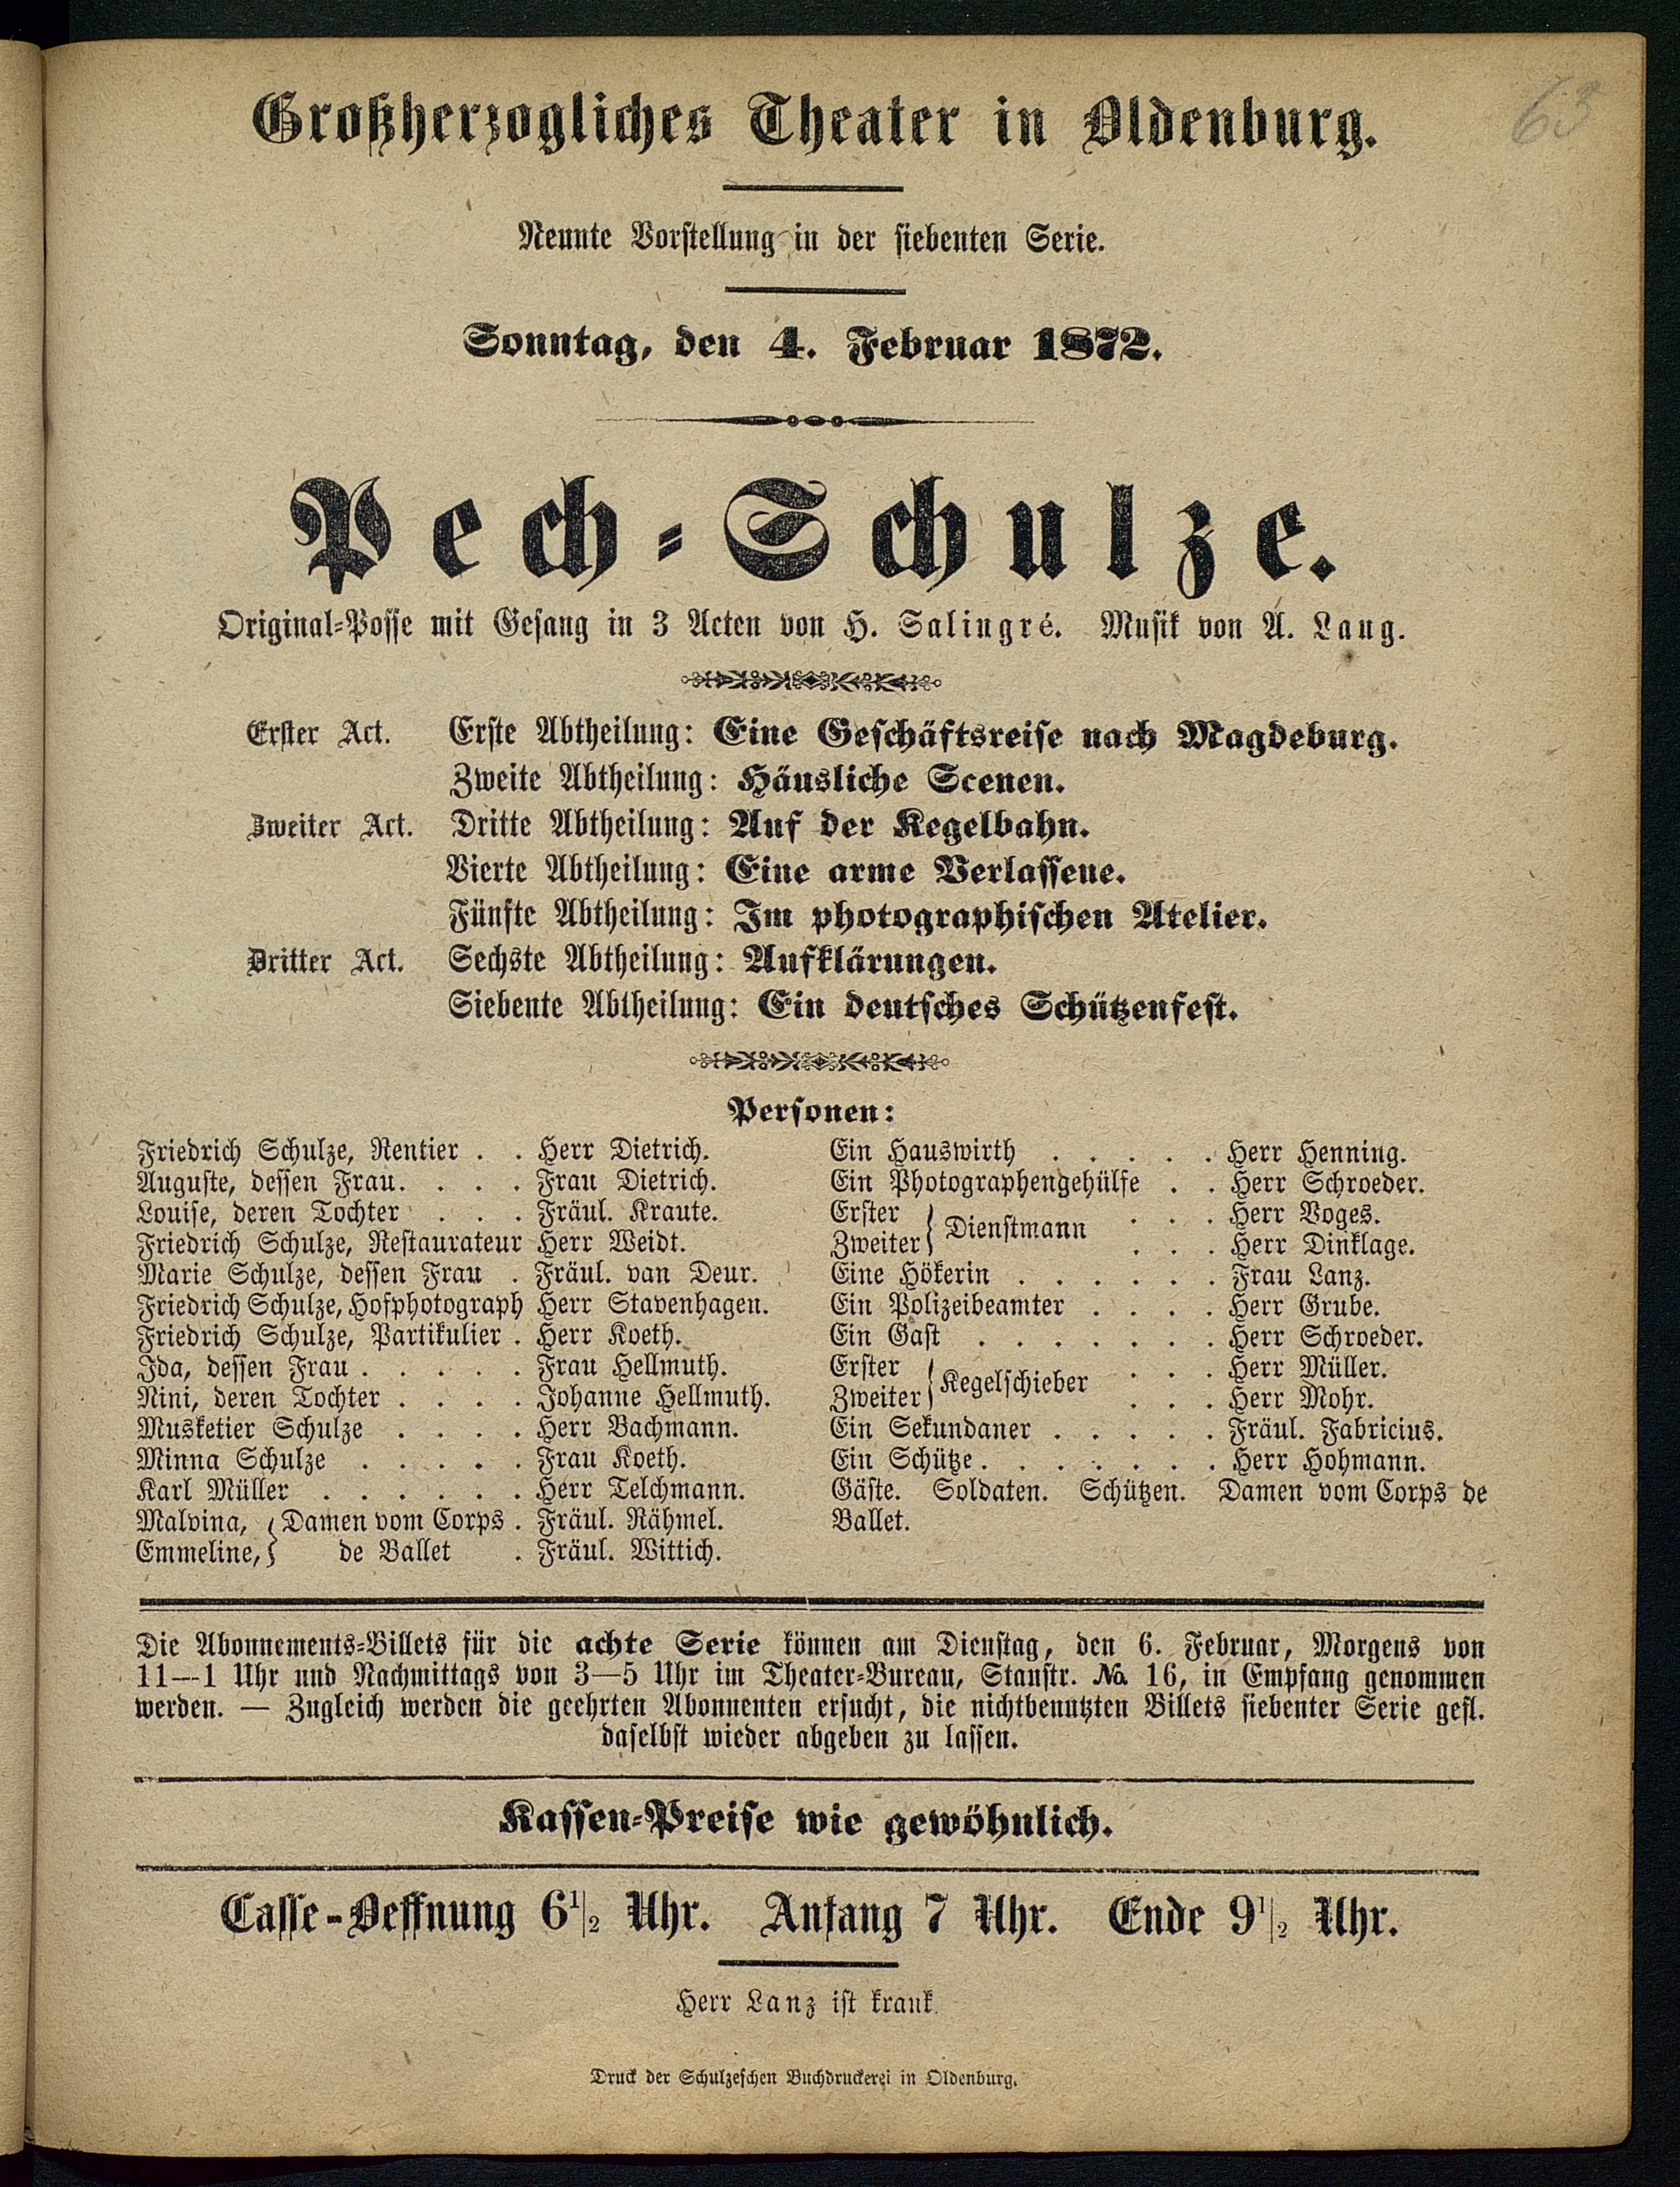 63
Großherzogliches Theater in Oldenburg.
Neunte Vorstellung in der siebenten Serie.
Sonntag, den 4. Februar 1872.
Pech-Schulze.
Original-Posse mit Gesang in 3 Acten von H. Salingré. Musik von A. Lang.
Erster Act. Erste Abtheilung: Eine Geschäftsreise nach Magdeburg.
Zweite Abtheilung: Häusliche Scenen.
Zweiter Act. Dritte Abtheilung: Auf der Kegelbahn.
Vierte Abtheilung: Eine arme Verlassene.
Fünfte Abtheilung: Im photographischen Atelier.
Dritter Act. Sechste Abtheilung: Aufklärungen.
Siebente Abtheilung: Ein deutsches Schützenfest.
Personen:
Friedrich Schulze, Rentier . . Herr Dietrich.
Auguste, dessen Frau. . . . Frau Dietrich.
Louise, deren Tochter . . . Fräul. Kraute.
Friedrich Schulze, Restaurateur Herr Weidt.
Marie Schulze, dessen Frau . Fräul. van Deur.
Friedrich Schulze, Hofphotograph Herr Stavenhagen.
Friedrich Schulze, Partikulier . Herr Koeth.
Ida, dessen Frau . . . . . Frau Hellmuth.
Nini, deren Tochter . . . . Johanne Hellmuth.
Musketier Schulze . . . . Herr Bachmann.
Minna Schulze . . . . . Frau Koeth.
Karl Müller . . . . . . Herr Telchmann.
Malvina, } Damen vom Corps . Fräul. Rähmel.
Emmeline, } de Ballet . Fräul. Wittich.
Ein Hauswirth . . . . . Herr Henning.
Ein Photographengehülfe . . Herr Schroeder.
Erster } Dienstmann . . . Herr Voges.
Zweiter } . . . Herr Dinklage.
Eine Hökerin . . . . . . Frau Lanz.
Ein Polizeibeamter . . . . Herr Grube.
Ein Gast . . . . . . . Herr Schroeder.
Erster } Kegelschieber . . . Herr Müller.
Zweiter } . . . Herr Mohr.
Ein Sekundaner . . . . . Fräul. Fabricius.
Ein Schütze . . . . . . . Herr Hohmann.
Gäste. Soldaten. Schützen. Damen vom Corps de
Ballet.
Die Abonnements-Billets für die achte Serie können am Dienstag, den 6. Februar, Morgens von
11—1 Uhr und Nachmittags von 3—5 Uhr im Theater-Bureau, Staustr. No. 16, in Empfang genommen
werden. — Zugleich werden die geehrten Abonnenten ersucht, die nichtbenutzten Billets siebenter Serie gefl.
daselbst wieder abgeben zu lassen.
Kassen-Preise wie gewöhnlich.
Casse-Oeffnung 6 1/2 Uhr. Anfang 7 Uhr. Ende 9 1/2 Uhr.
Herr Lanz ist krank.
Druck der Schulzeschen Buchdruckerei in Oldenburg.